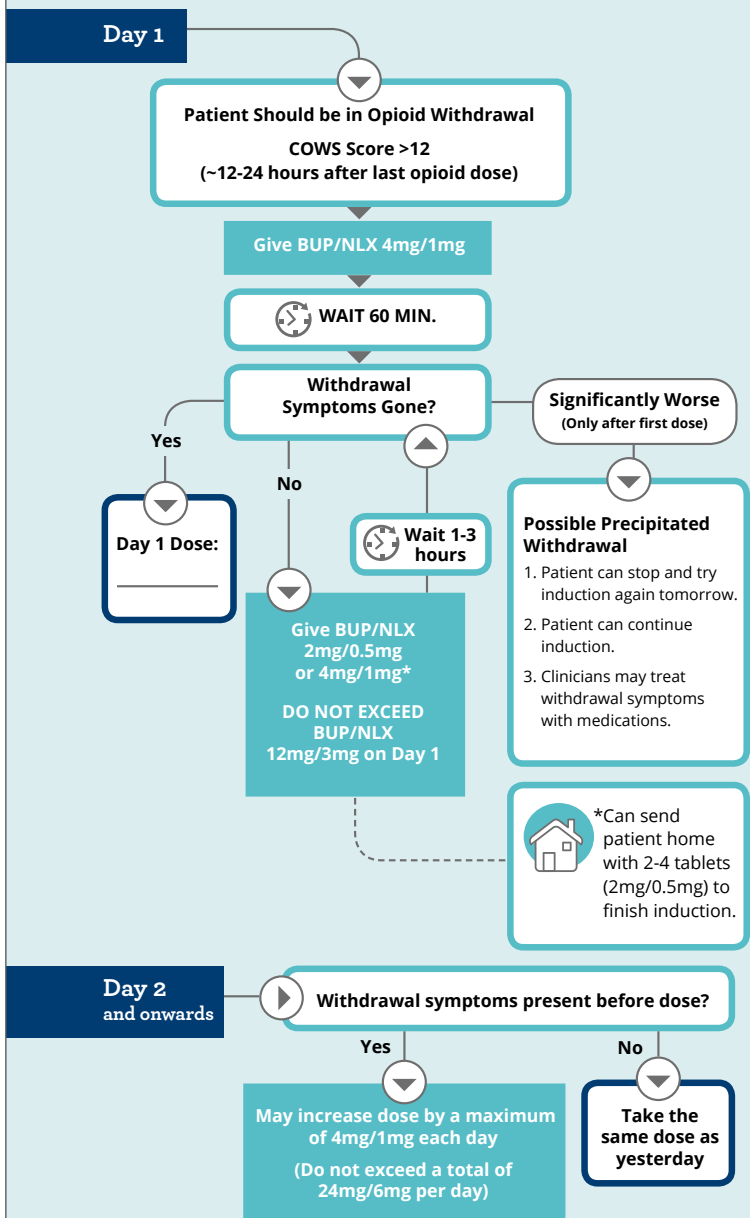 Day 1
Patient Should be in Opioid Withdrawal
COWS Score >12
(~12-24 hours after last opioid dose)
Give BUP/NLX 4mg/1mg
WAIT 60 MIN.
Withdrawal
Symptoms Gone?
Significantly Worse
(Only after first dose)
Yes
No
Day 1 Dose:
Wait 1-3
hours
Give BUP/NLX
2mg/0.5mg
or 4mg/1mg*
DO NOT EXCEED
BUP/NLX
12mg/3mg on Day 1
Possible Precipitated
Withdrawal
1. Patient can stop and try
induction again tomorrow.
2. Patient can continue
induction.
3. Clinicians may treat
withdrawal symptoms
with medications.
*Can send
patient home
with 2-4 tablets
(2mg/0.5mg) to
finish induction.
Day 2
and onwards
Withdrawal symptoms present before dose?
Yes
No
May increase dose by a maximum
of 4mg/1mg each day
(Do not exceed a total of
24mg/6mg per day)
Take the
same dose as
yesterday